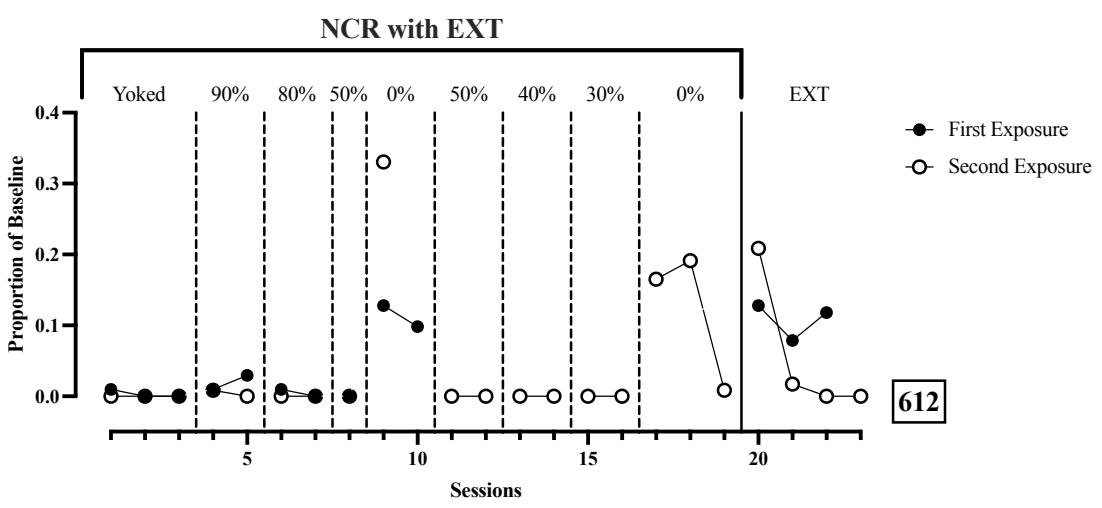 NCR with EXT
Yoked 90% 80% 50% 0% 50% 40% 30% 0% EXT
0.4
0.3
0.2
0.1
0.0
Proportion of Baseline
First Exposure
Second Exposure
612
5 10 15 20
Sessions